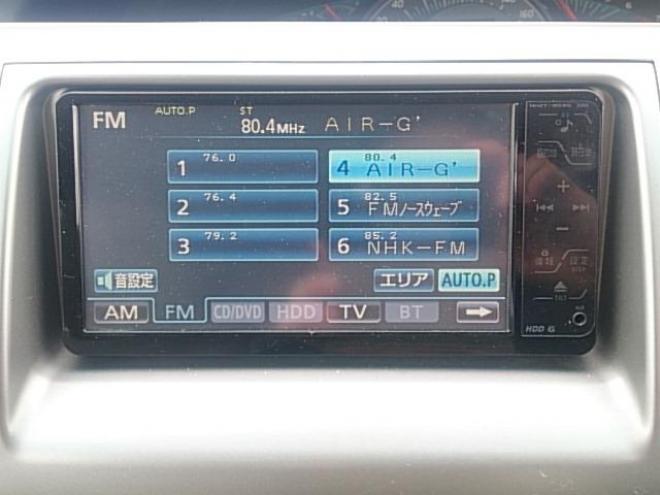 FM AUTO.P ST 80.4MHz AIR-G'
1 76.0
4 80.4 AIR-G'
2 76.4
5 82.5 FMノースウェーブ
3 79.2
6 85.2 NHK-FM
音設定 エリア AUTO.P
AM FM CD/DVD HDD TV BT
HDD